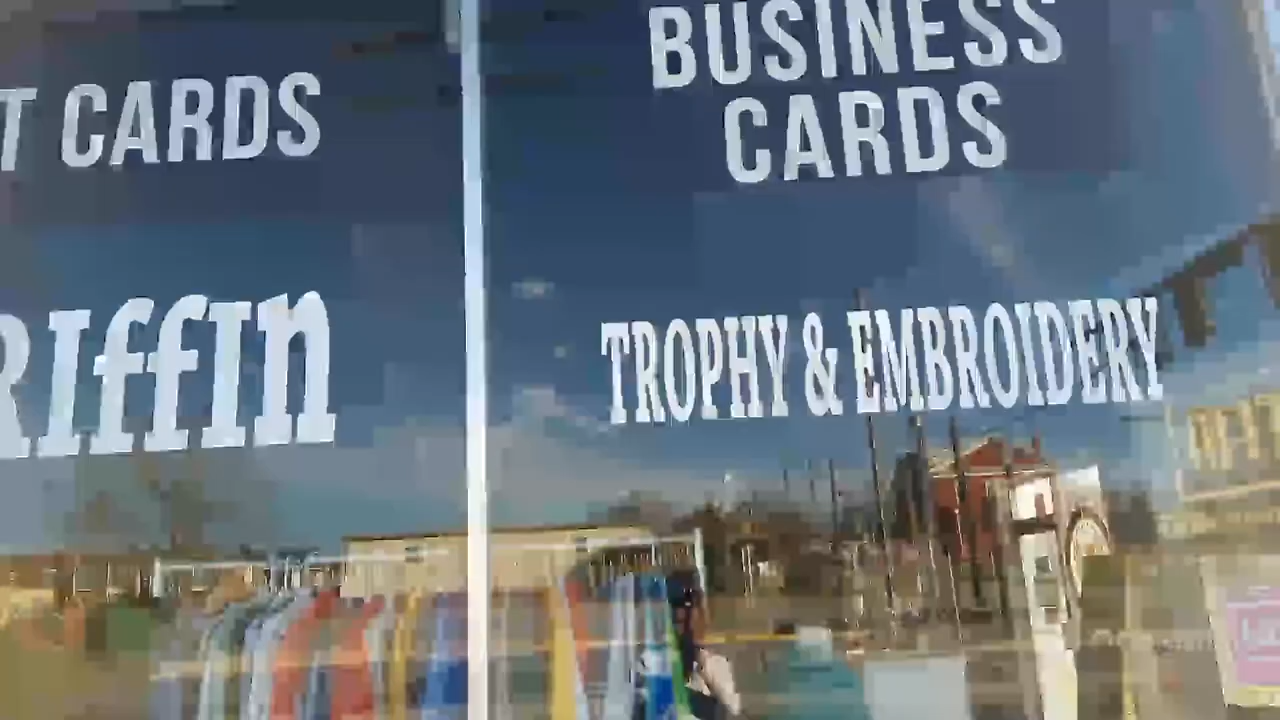 T CARDS
RIffIn
BUSINESS
CARDS
TROPHY & EMBROIDERY